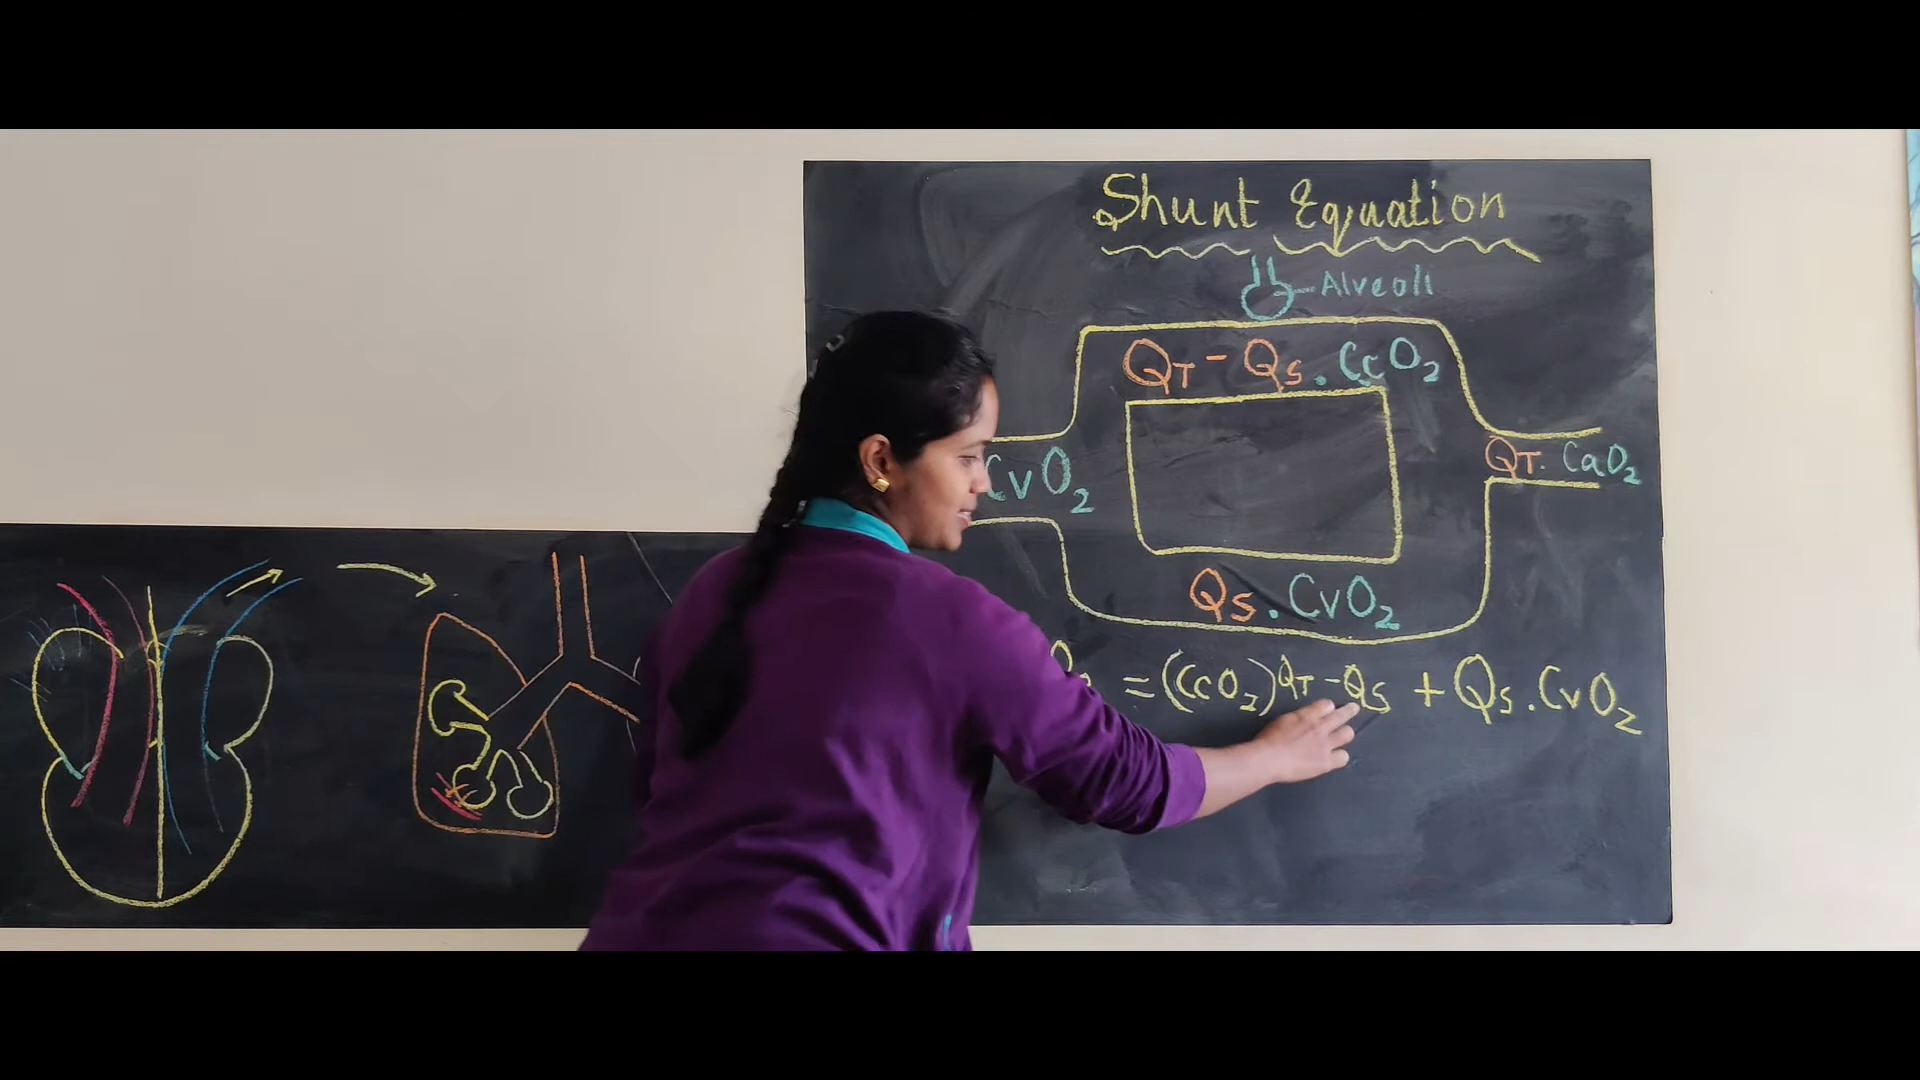 Shunt Equation
Alveoli
QT - QS . CcO2
CvO2
QT . CaO2
QS . CvO2
= (CcO2) QT - QS + QS . CvO2